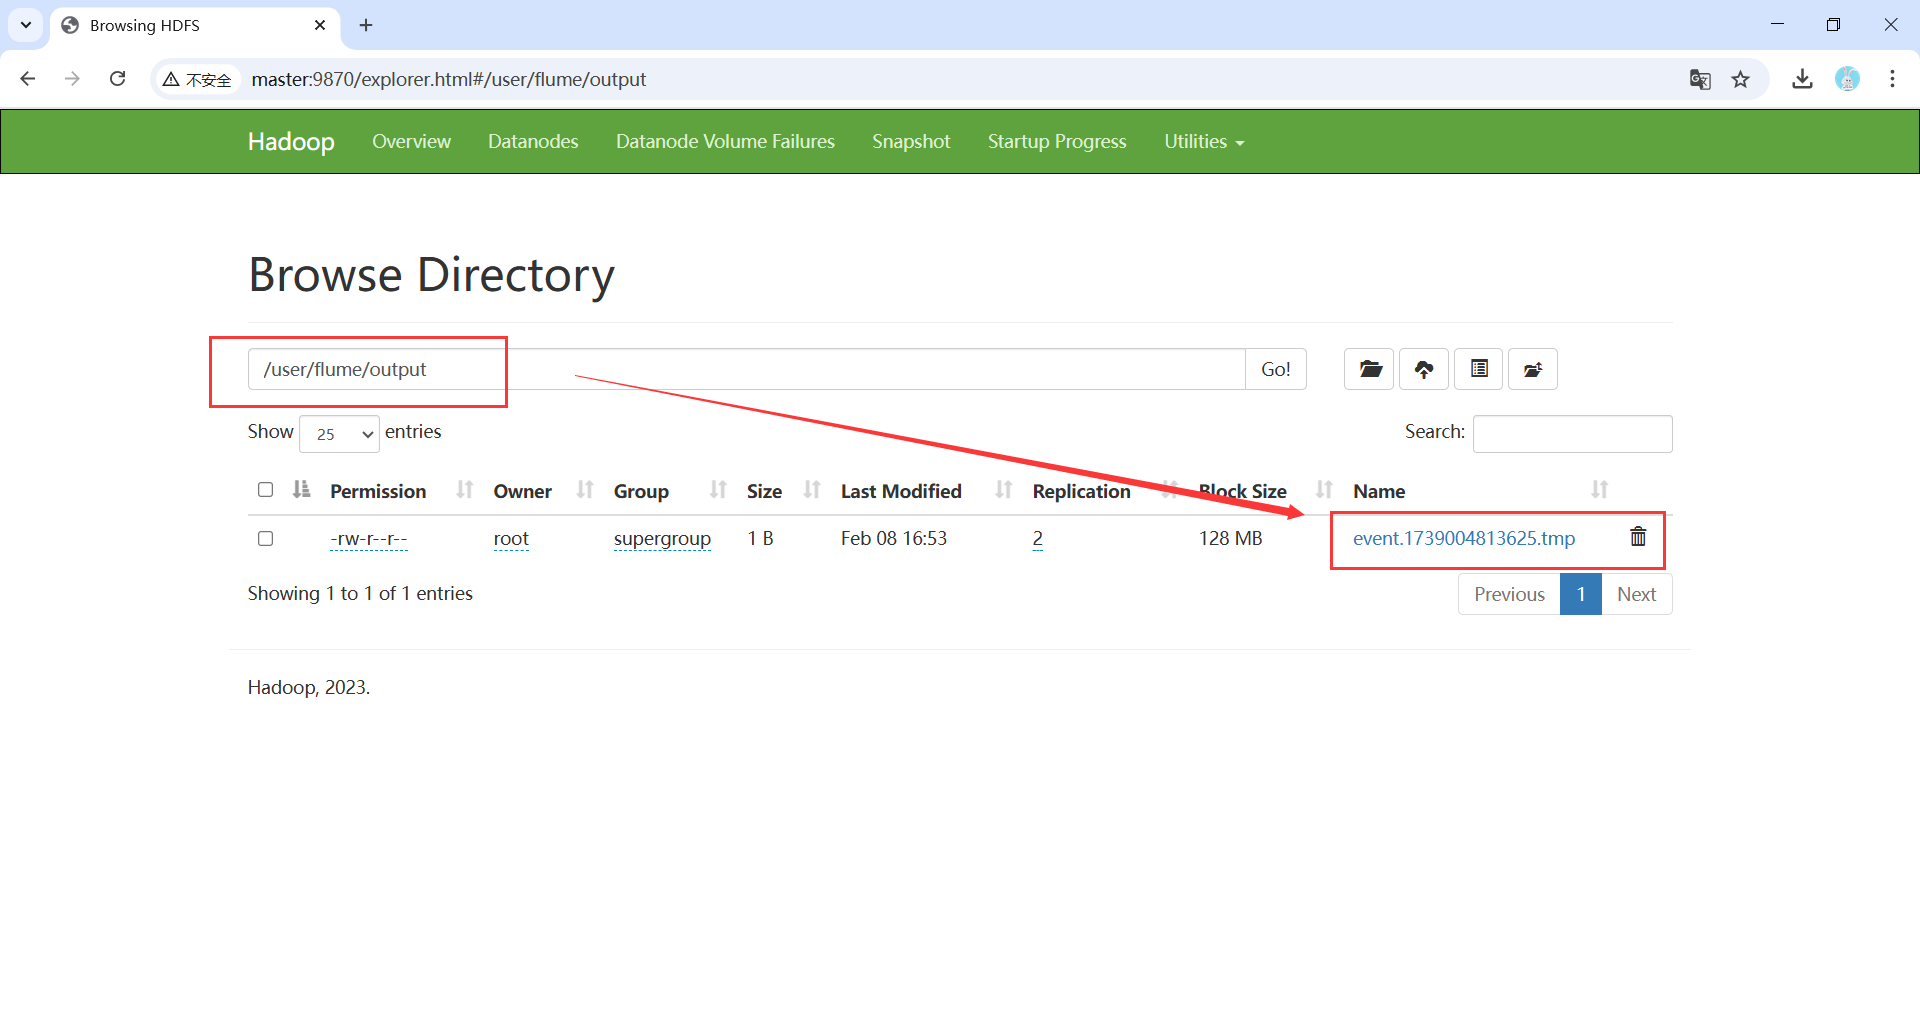 Browsing HDFS
不安全 master:9870/explorer.html#/user/flume/output
Hadoop Overview Datanodes Datanode Volume Failures Snapshot Startup Progress Utilities
Browse Directory
/user/flume/output Go!
Show 25 entries Search:
Permission Owner Group Size Last Modified Replication Block Size Name
-rw-r--r-- root supergroup 1 B Feb 08 16:53 2 128 MB event.1739004813625.tmp
Showing 1 to 1 of 1 entries Previous 1 Next
Hadoop, 2023.